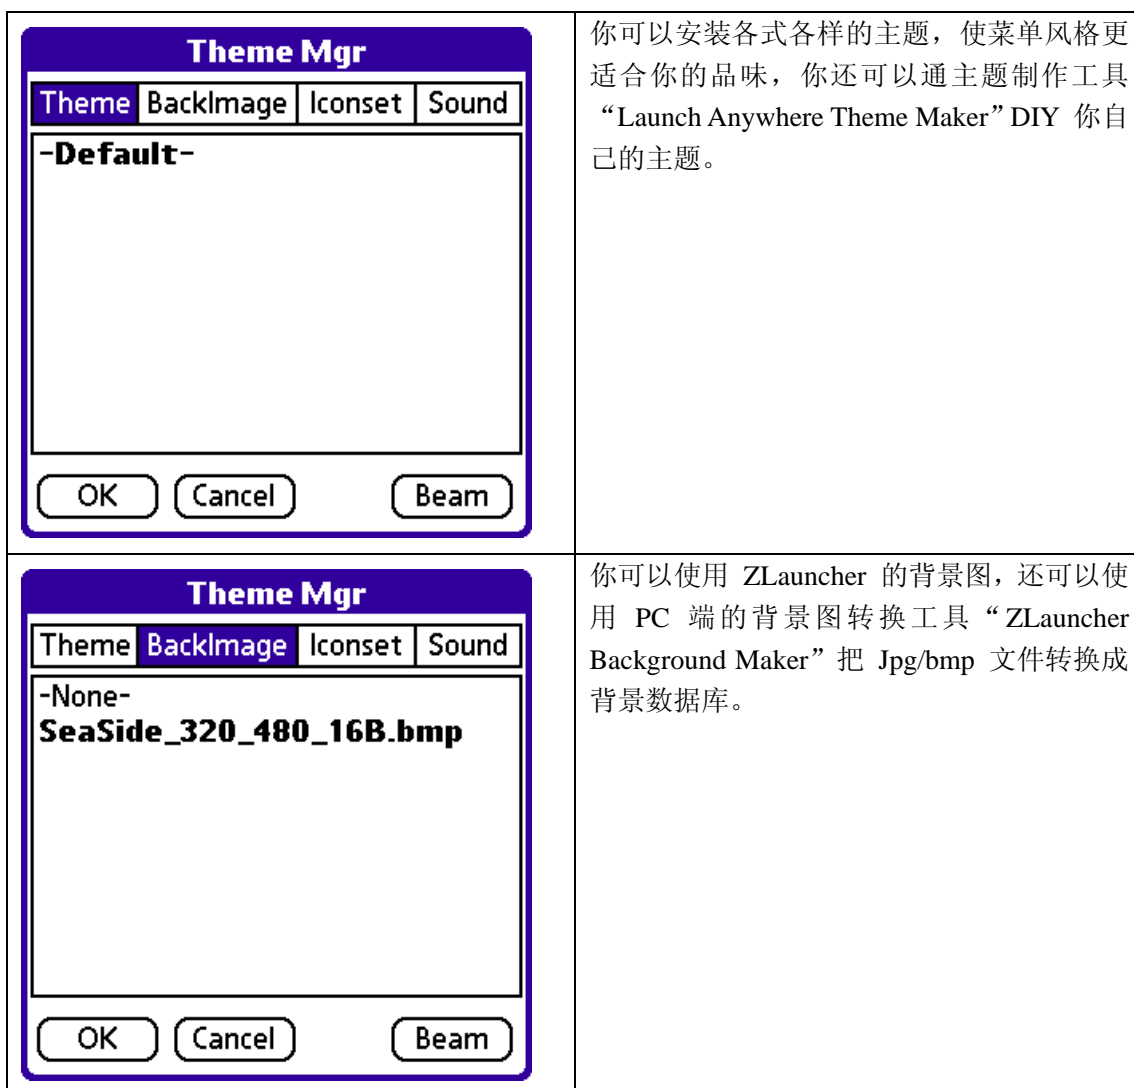 Theme Mgr
Theme BackImage Iconset Sound
-Default-
OK Cancel Beam
你可以安装各式各样的主题，使菜单风格更
适合你的品味，你还可以通主题制作工具
“Launch Anywhere Theme Maker”DIY 你自
己的主题。
Theme Mgr
Theme BackImage Iconset Sound
-None-
SeaSide_320_480_16B.bmp
OK Cancel Beam
你可以使用 ZLauncher 的背景图，还可以使
用 PC 端的背景图转换工具“ZLauncher
Background Maker”把 Jpg/bmp 文件转换成
背景数据库。